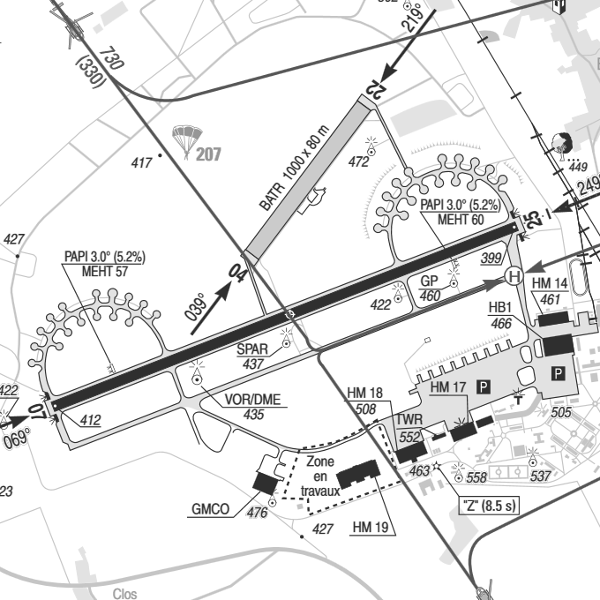 219°
730
(330)
22
207
417
472
449
BATR 1000 x 80 m
249°
PAPI 3.0° (5.2%)
MEHT 60
25
427
PAPI 3.0° (5.2%)
MEHT 57
399
04
GP
460
H
HM 14
461
039°
422
HB1
466
SPAR
437
VOR/DME
435
HM 18
508
HM 17
P
P
422
07
069°
412
TWR
552
505
Zone
en
travaux
463
558
537
"Z" (8.5 s)
GMCO
476
427
HM 19
Clos